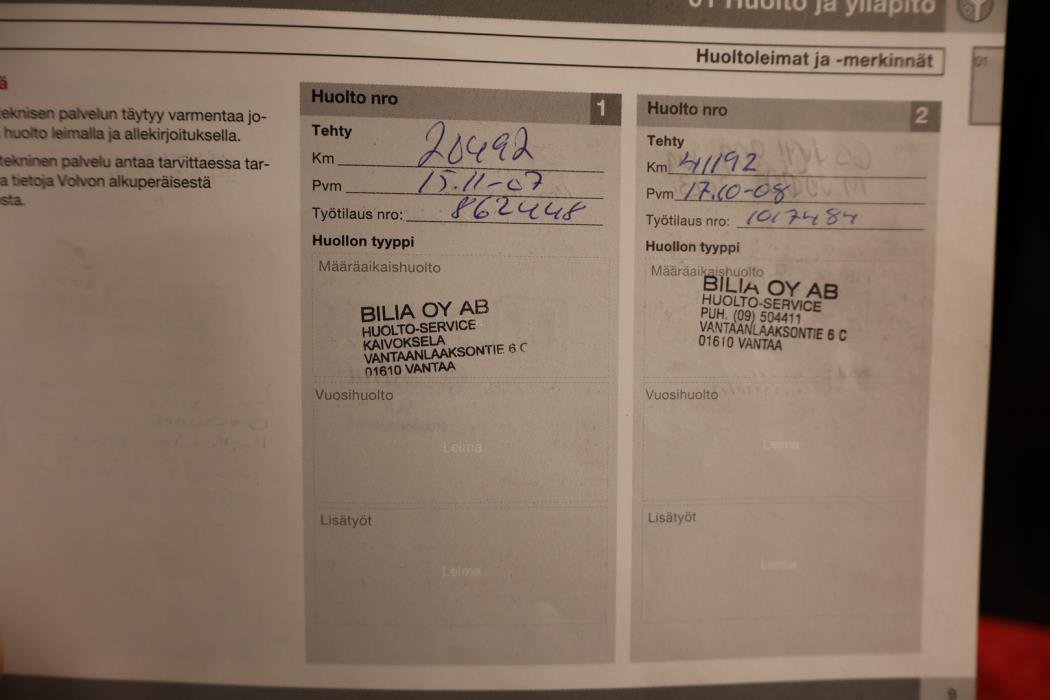 01 Huolto ja ylläpito
Huoltoleimat ja -merkinnät
01
teknisen palvelun täytyy varmentaa jo-
huolto leimalla ja allekirjoituksella.
tekninen palvelu antaa tarvittaessa tar-
a tietoja Volvon alkuperäisestä
sta.
Huolto nro 1
Tehty
Km 20492
Pvm 15.11-07
Työtilaus nro: 862448
Huollon tyyppi
Määräaikaishuolto
BILIA OY AB
HUOLTO-SERVICE
KAIVOKSELA
VANTAANLAAKSONTIE 6 C
01610 VANTAA
Vuosihuolto
Leima
Lisätyöt
Leima
Huolto nro 2
Tehty
Km 41192
Pvm 17.10-08
Työtilaus nro: 1017484
Huollon tyyppi
Määräaikaishuolto
BILIA OY AB
HUOLTO-SERVICE
PUH. (09) 504411
VANTAANLAAKSONTIE 6 C
01610 VANTAA
Vuosihuolto
Leima
Lisätyöt
Leima
9